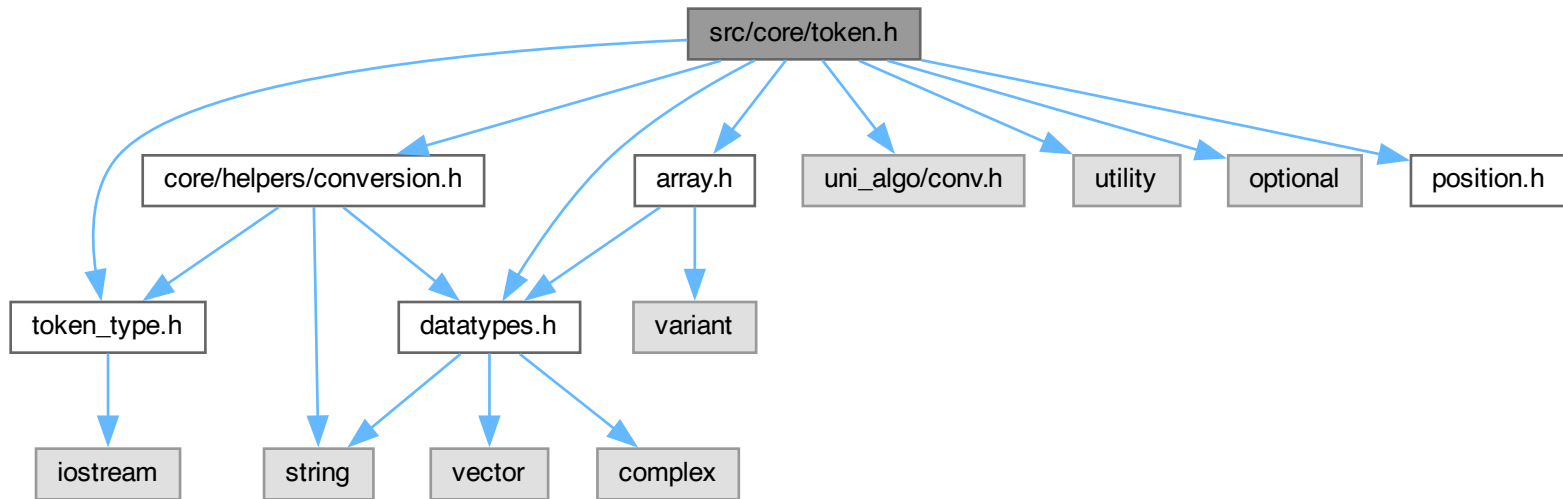 src/core/token.h
core/helpers/conversion.h
array.h
uni_algo/conv.h
utility
optional
position.h
token_type.h
datatypes.h
variant
iostream
string
vector
complex